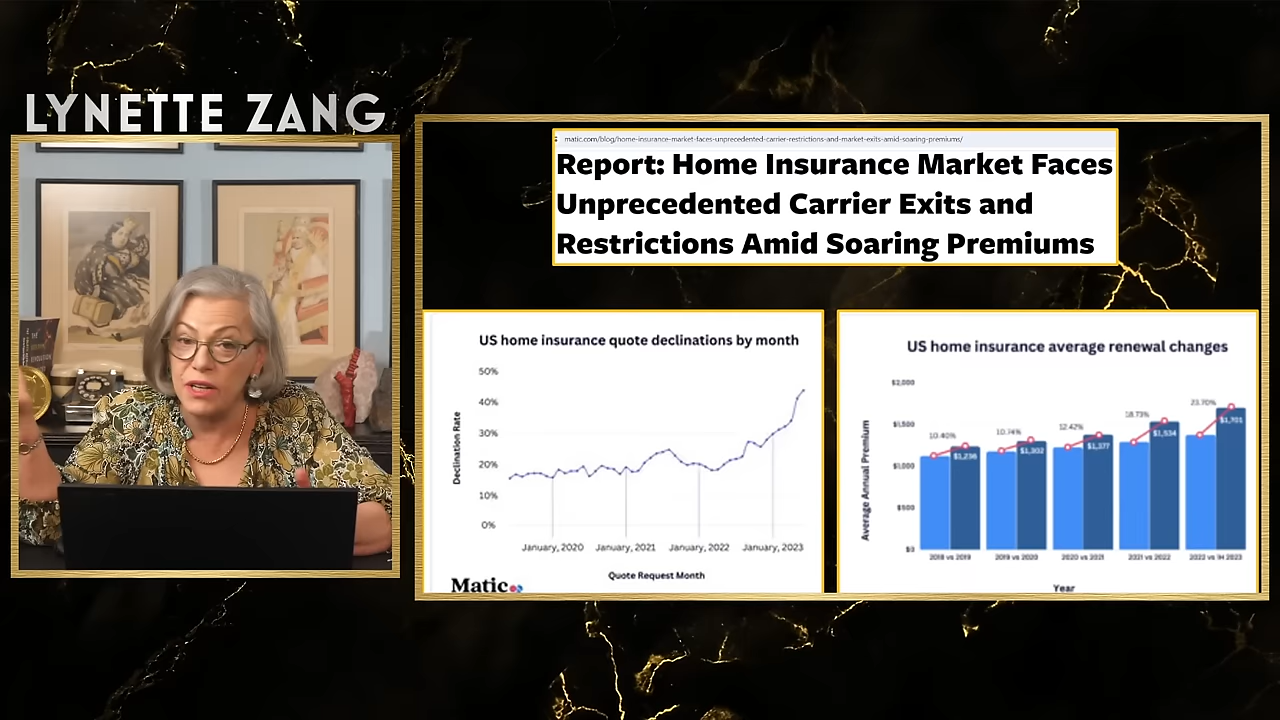 LYNETTE ZANG
matic.com/blog/home-insurance-market-faces-unprecedented-carrier-restrictions-and-market-exits-amid-soaring-premiums/
Report: Home Insurance Market Faces
Unprecedented Carrier Exits and
Restrictions Amid Soaring Premiums
US home insurance quote declinations by month
50%
40%
30%
20%
10%
0%
Declination Rate
January, 2020
January, 2021
January, 2022
January, 2023
Quote Request Month
Matic
US home insurance average renewal changes
$2,000
$1,500
$1,000
$500
$0
Average Annual Premium
10.40%
10.74%
12.42%
18.73%
23.70%
$1,236
$1,302
$1,377
$1,534
$1,701
2018 vs 2019
2019 vs 2020
2020 vs 2021
2021 vs 2022
2022 vs 1H 2023
Year